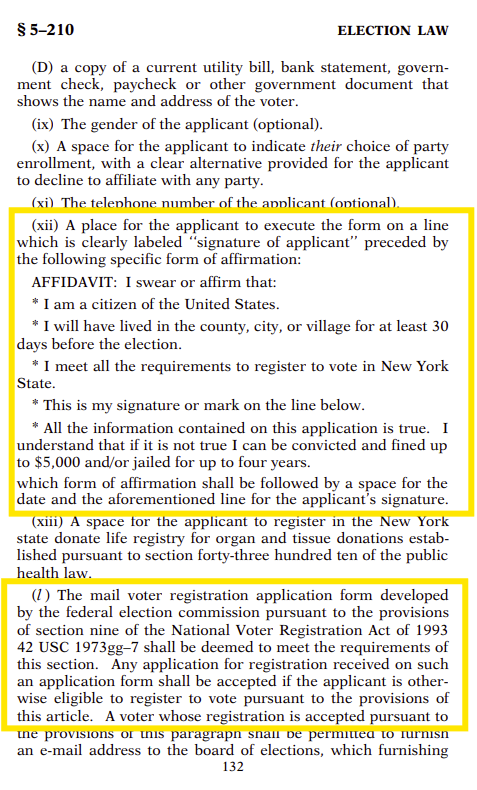 § 5–210 ELECTION LAW
(D) a copy of a current utility bill, bank statement, govern-
ment check, paycheck or other government document that
shows the name and address of the voter.
(ix) The gender of the applicant (optional).
(x) A space for the applicant to indicate their choice of party
enrollment, with a clear alternative provided for the applicant
to decline to affiliate with any party.
(xi) The telephone number of the applicant (optional).
(xii) A place for the applicant to execute the form on a line
which is clearly labeled ‘‘signature of applicant’’ preceded by
the following specific form of affirmation:
AFFIDAVIT: I swear or affirm that:
* I am a citizen of the United States.
* I will have lived in the county, city, or village for at least 30
days before the election.
* I meet all the requirements to register to vote in New York
State.
* This is my signature or mark on the line below.
* All the information contained on this application is true. I
understand that if it is not true I can be convicted and fined up
to $5,000 and/or jailed for up to four years.
which form of affirmation shall be followed by a space for the
date and the aforementioned line for the applicant’s signature.
(xiii) A space for the applicant to register in the New York
state donate life registry for organ and tissue donations estab-
lished pursuant to section forty-three hundred ten of the public
health law.
(l) The mail voter registration application form developed
by the federal election commission pursuant to the provisions
of section nine of the National Voter Registration Act of 1993
42 USC 1973gg–7 shall be deemed to meet the requirements of
this section. Any application for registration received on such
an application form shall be accepted if the applicant is other-
wise eligible to register to vote pursuant to the provisions of
this article. A voter whose registration is accepted pursuant to
the provisions of this paragraph shall be permitted to furnish
an e-mail address to the board of elections, which furnishing
132